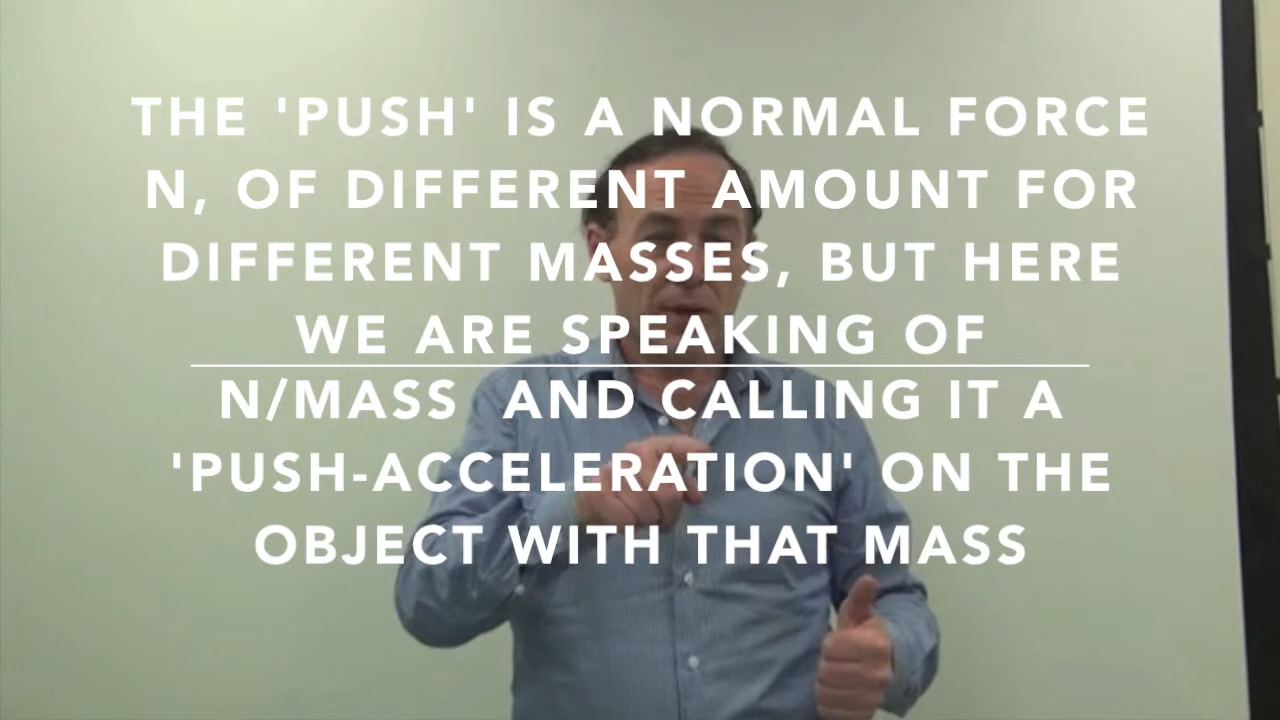 THE 'PUSH' IS A NORMAL FORCE
N, OF DIFFERENT AMOUNT FOR
DIFFERENT MASSES, BUT HERE
WE ARE SPEAKING OF
N/MASS AND CALLING IT A
'PUSH-ACCELERATION' ON THE
OBJECT WITH THAT MASS